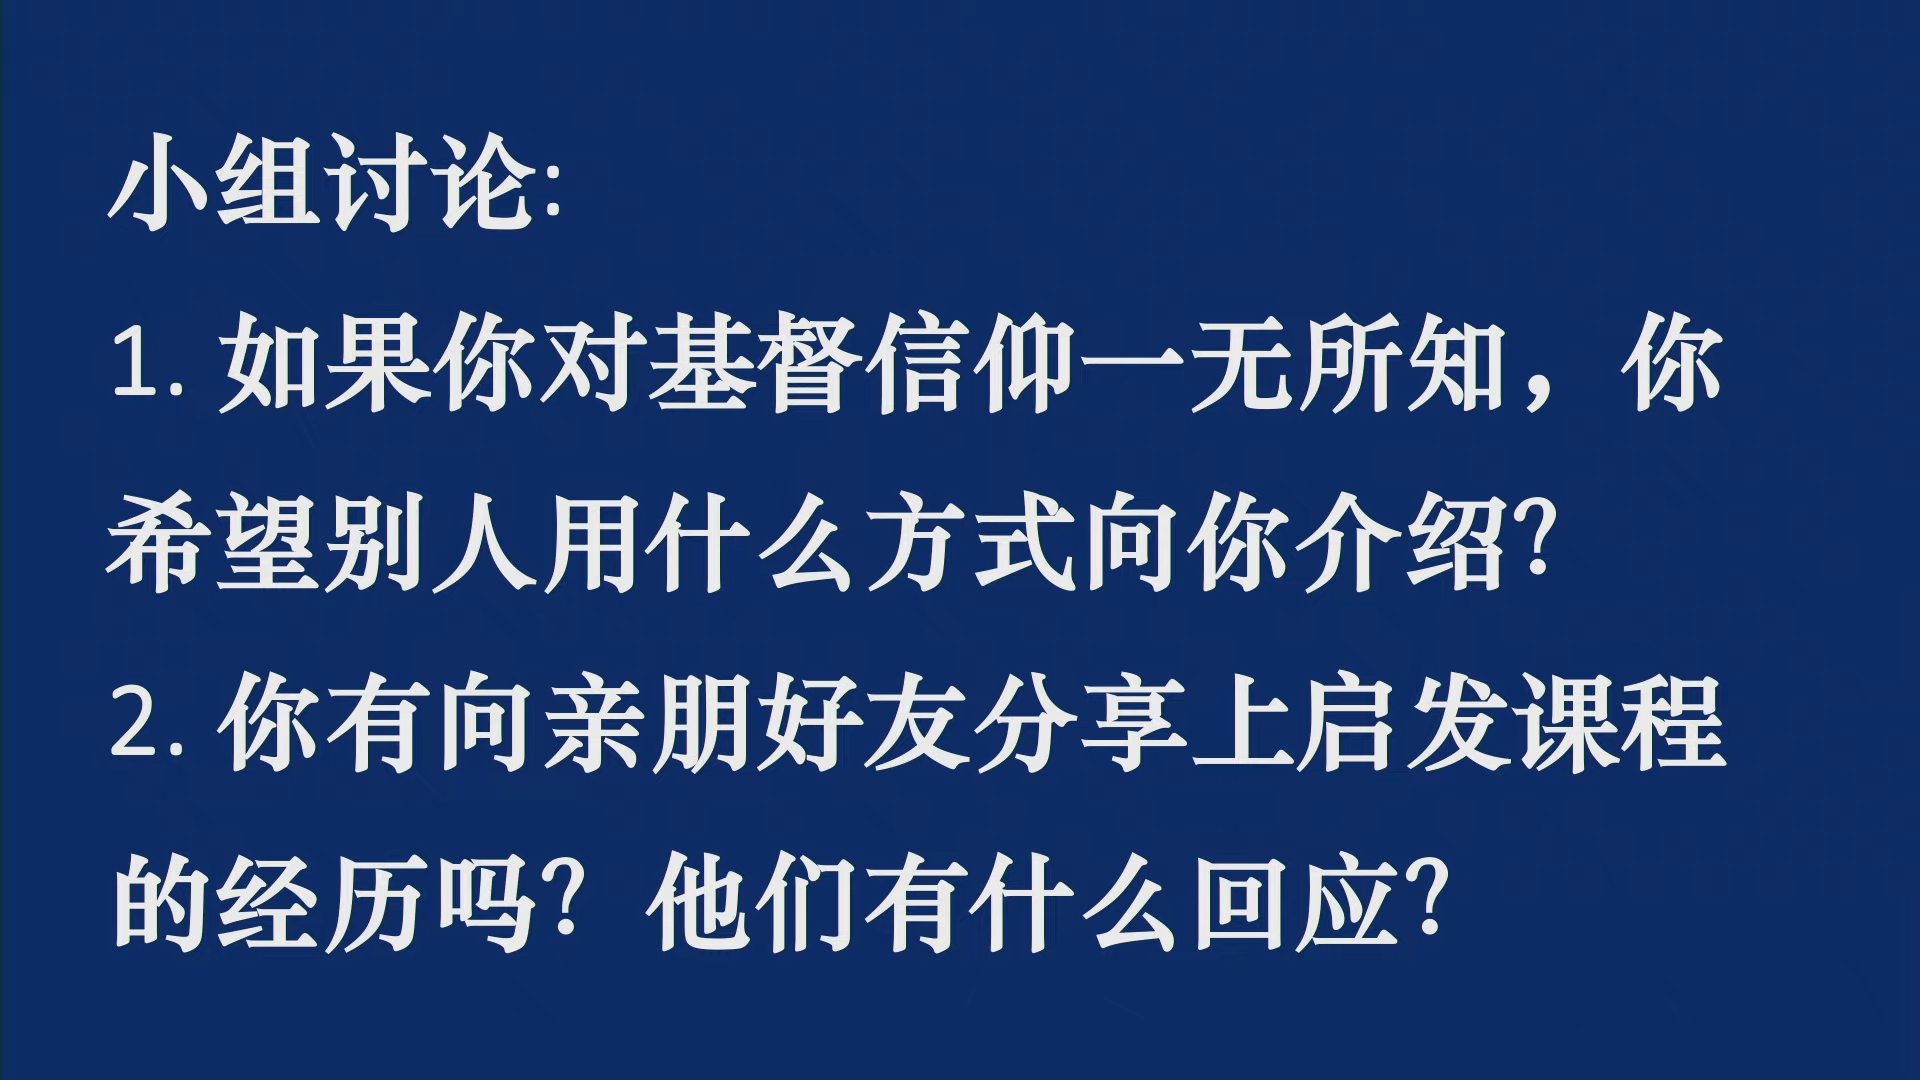 小组讨论:
1. 如果你对基督信仰一无所知，你
希望别人用什么方式向你介绍?
2. 你有向亲朋好友分享上启发课程
的经历吗? 他们有什么回应?